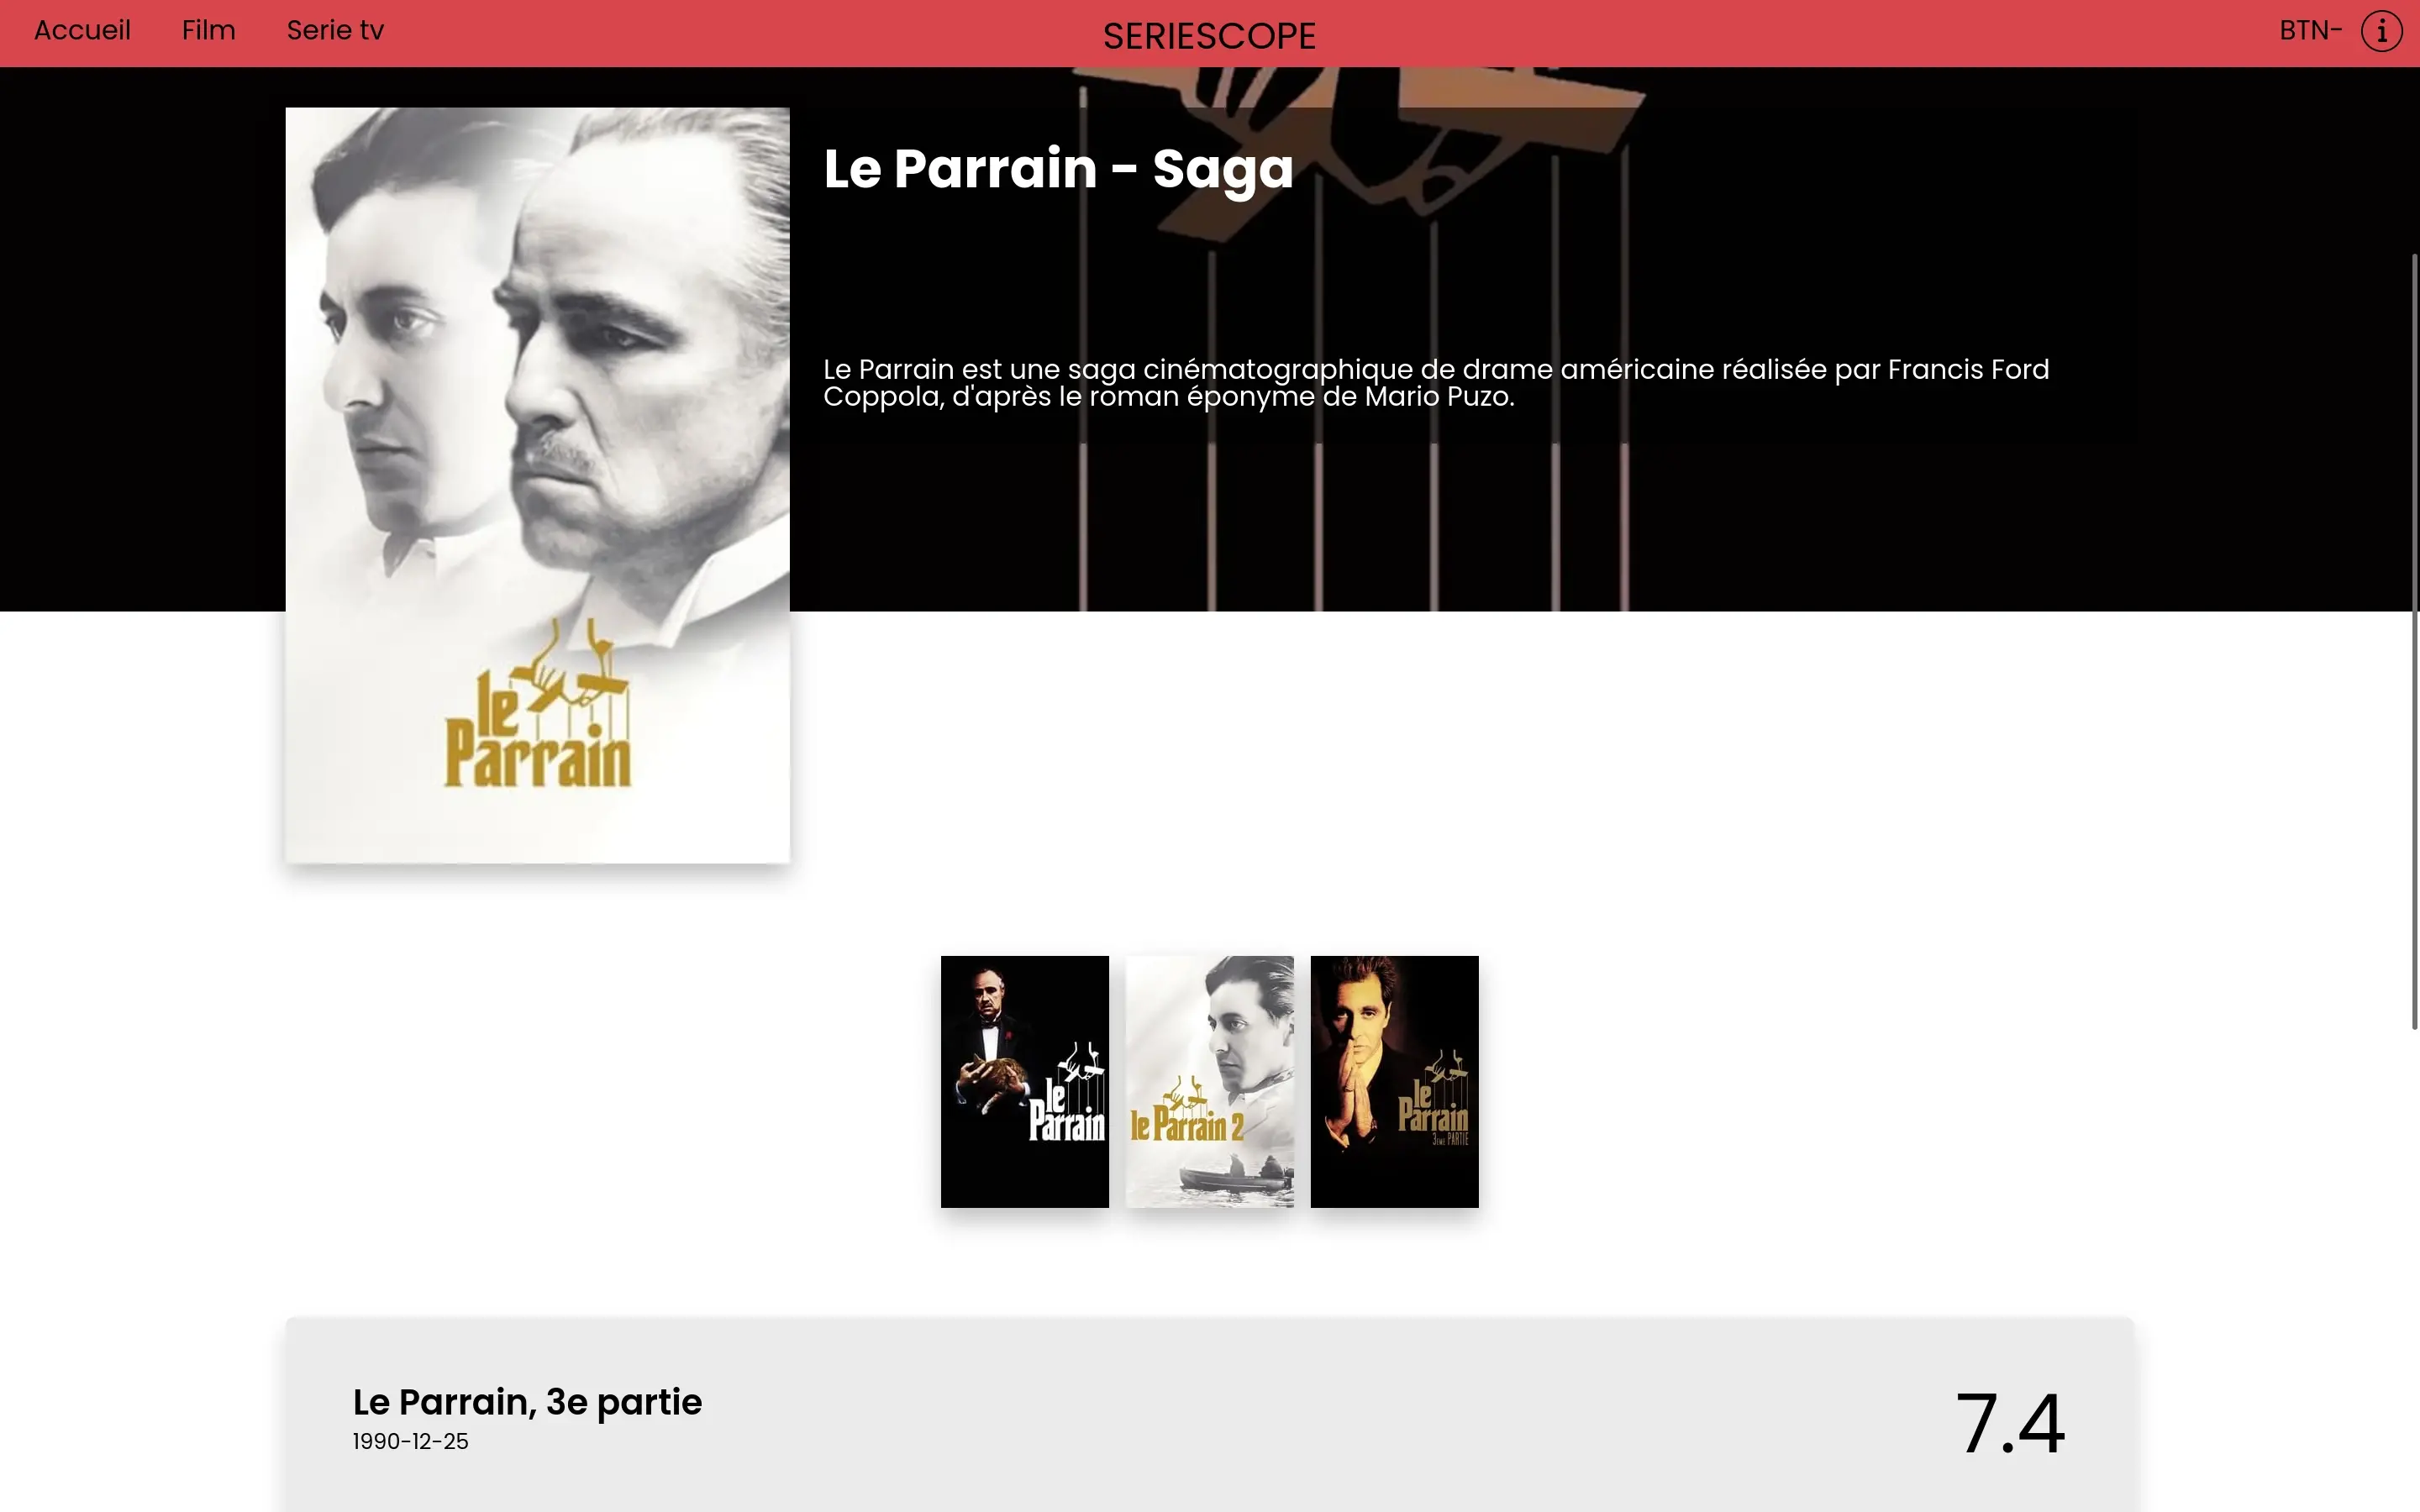 Accueil Film Serie tv SERIESCOPE BTN-
Le Parrain - Saga
Le Parrain est une saga cinématographique de drame américaine réalisée par Francis Ford
Coppola, d'après le roman éponyme de Mario Puzo.
le
Parrain
le
Parrain
le Parrain 2
le
Parrain
3ème PARTIE
Le Parrain, 3e partie
7.4
1990-12-25